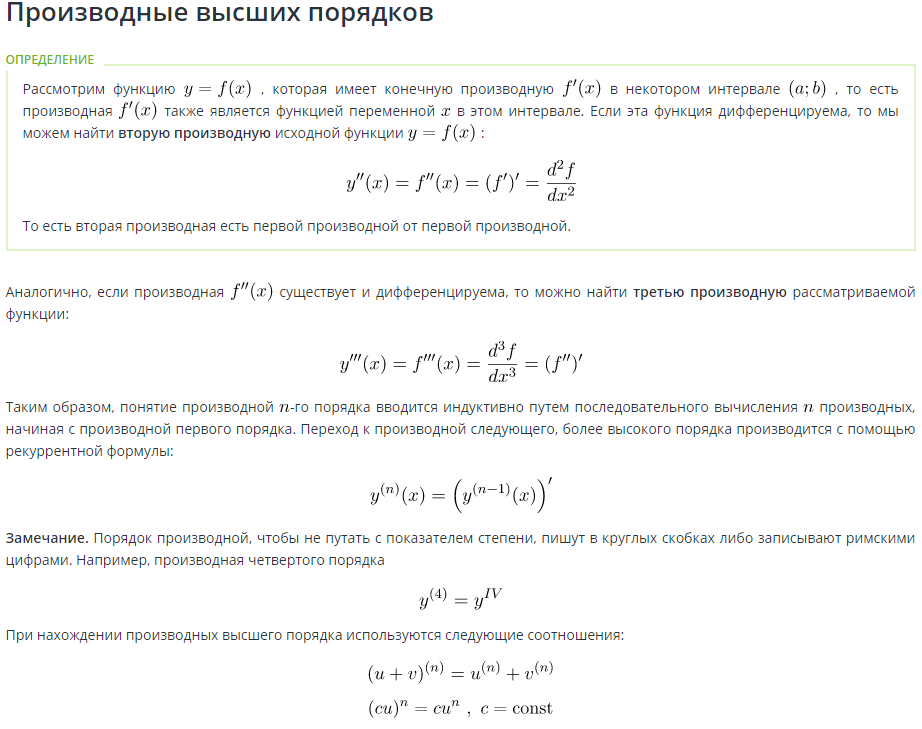 Производные высших порядков
ОПРЕДЕЛЕНИЕ
Рассмотрим функцию y = f(x) , которая имеет конечную производную f′(x) в некотором интервале (a; b) , то есть
производная f′(x) также является функцией переменной x в этом интервале. Если эта функция дифференцируема, то мы
можем найти вторую производную исходной функции y = f(x) :
y″(x) = f″(x) = (f′)′ = d²f/dx²
То есть вторая производная есть первой производной от первой производной.
Аналогично, если производная f″(x) существует и дифференцируема, то можно найти третью производную рассматриваемой
функции:
y‴(x) = f‴(x) = d³f/dx³ = (f″)′
Таким образом, понятие производной n-го порядка вводится индуктивно путем последовательного вычисления n производных,
начиная с производной первого порядка. Переход к производной следующего, более высокого порядка производится с помощью
рекуррентной формулы:
y⁽ⁿ⁾(x) = (y⁽ⁿ⁻¹⁾(x))′
Замечание. Порядок производной, чтобы не путать с показателем степени, пишут в круглых скобках либо записывают римскими
цифрами. Например, производная четвертого порядка
y⁽⁴⁾ = y^IV
При нахождении производных высшего порядка используются следующие соотношения:
(u + v)⁽ⁿ⁾ = u⁽ⁿ⁾ + v⁽ⁿ⁾
(cu)ⁿ = cuⁿ , c = const